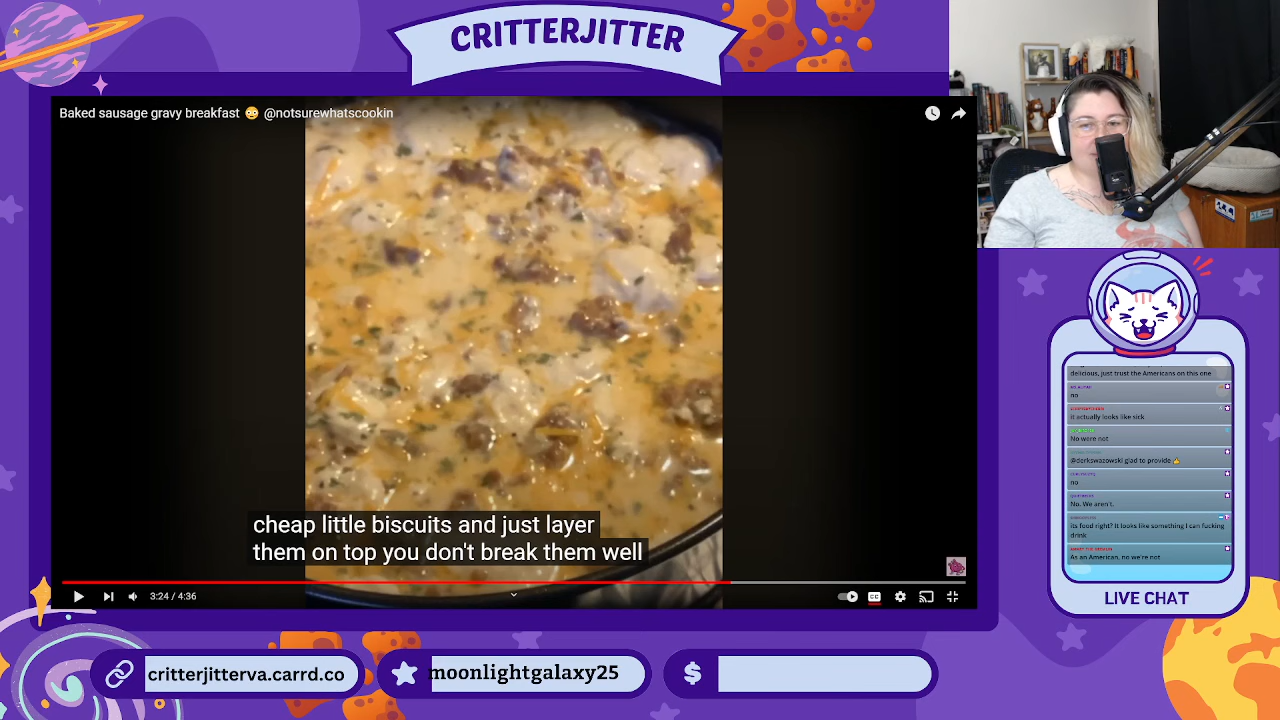 CRITTERJITTER
Baked sausage gravy breakfast 😳 @notsurewhatscookin
cheap little biscuits and just layer
them on top you don't break them well
3:24 / 4:36
CC
delicious, just trust the Americans on this one
no
it actually looks like sick
No were not
@derkswazowski glad to provide 👍
no
No. We aren't.
its food right? It looks like something I can fucking
drink
As an American, no we're not
LIVE CHAT
critterjitterva.carrd.co
moonlightgalaxy25
$